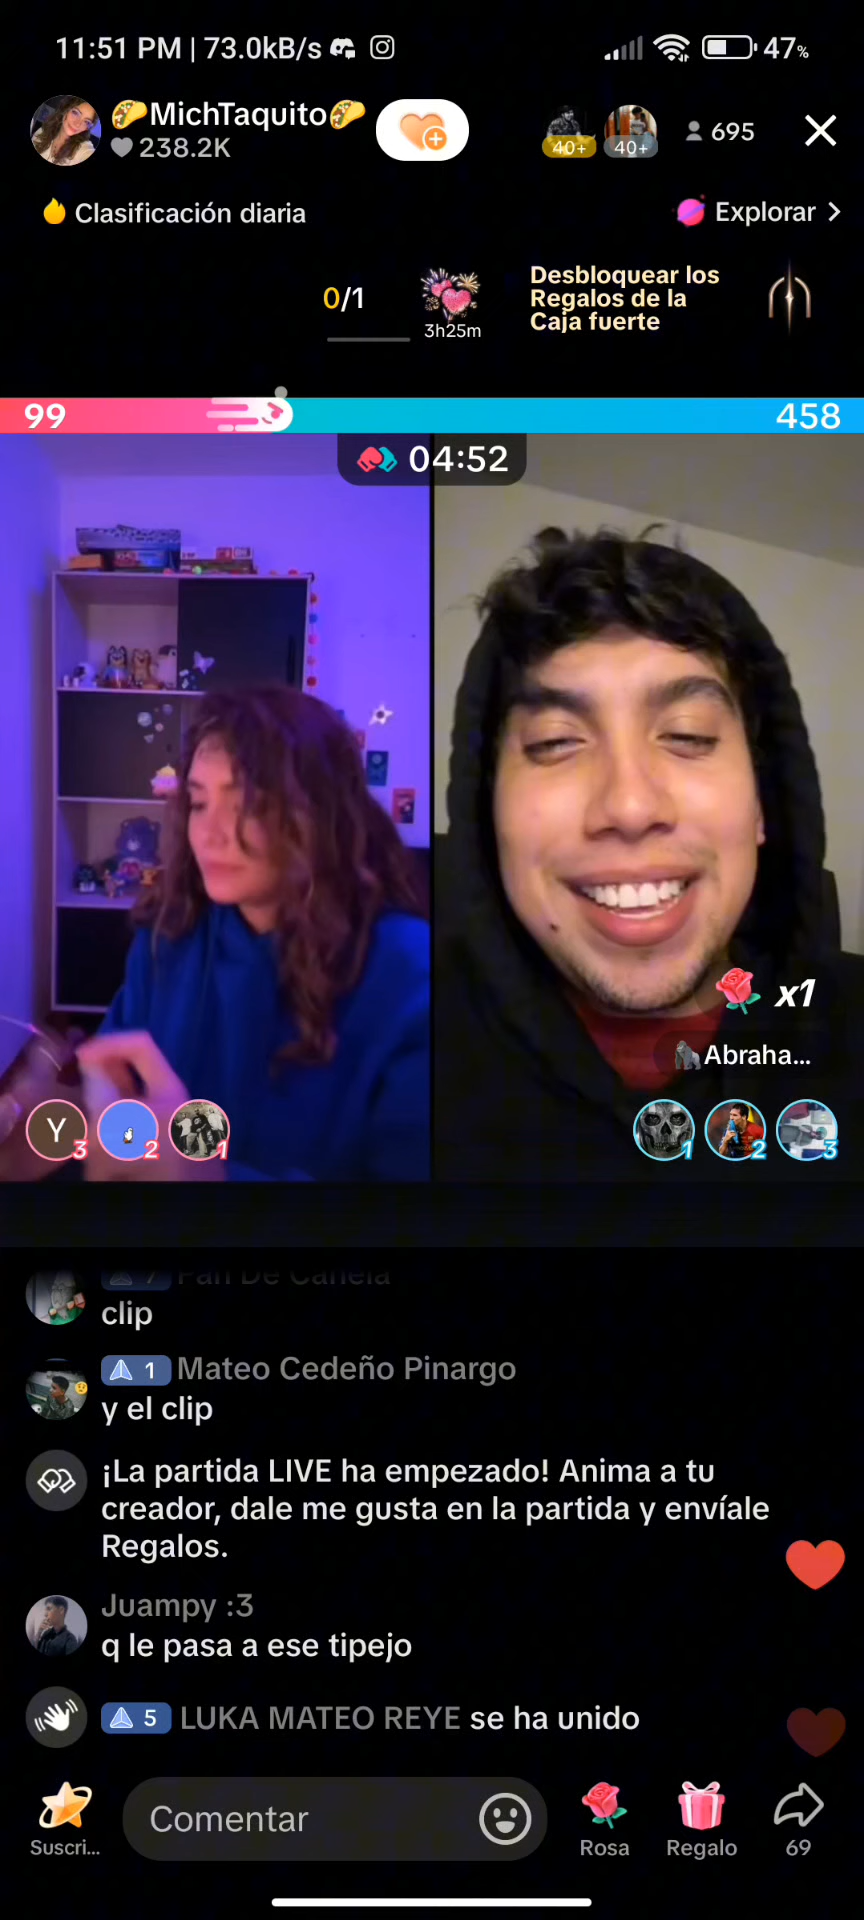 11:51 PM | 73.0kB/s
47%
🌮MichTaquito🌮
238.2K
40+
40+
695
Clasificación diaria
Explorar >
0/1
3h25m
Desbloquear los
Regalos de la
Caja fuerte
99
458
04:52
x1
🦍Abraha...
Y
3
2
1
1
2
3
7 Pan De Canela
clip
1 Mateo Cedeño Pinargo
y el clip
¡La partida LIVE ha empezado! Anima a tu
creador, dale me gusta en la partida y envíale
Regalos.
Juampy :3
q le pasa a ese tipejo
5 LUKA MATEO REYE se ha unido
Suscri...
Comentar
Rosa
Regalo
69